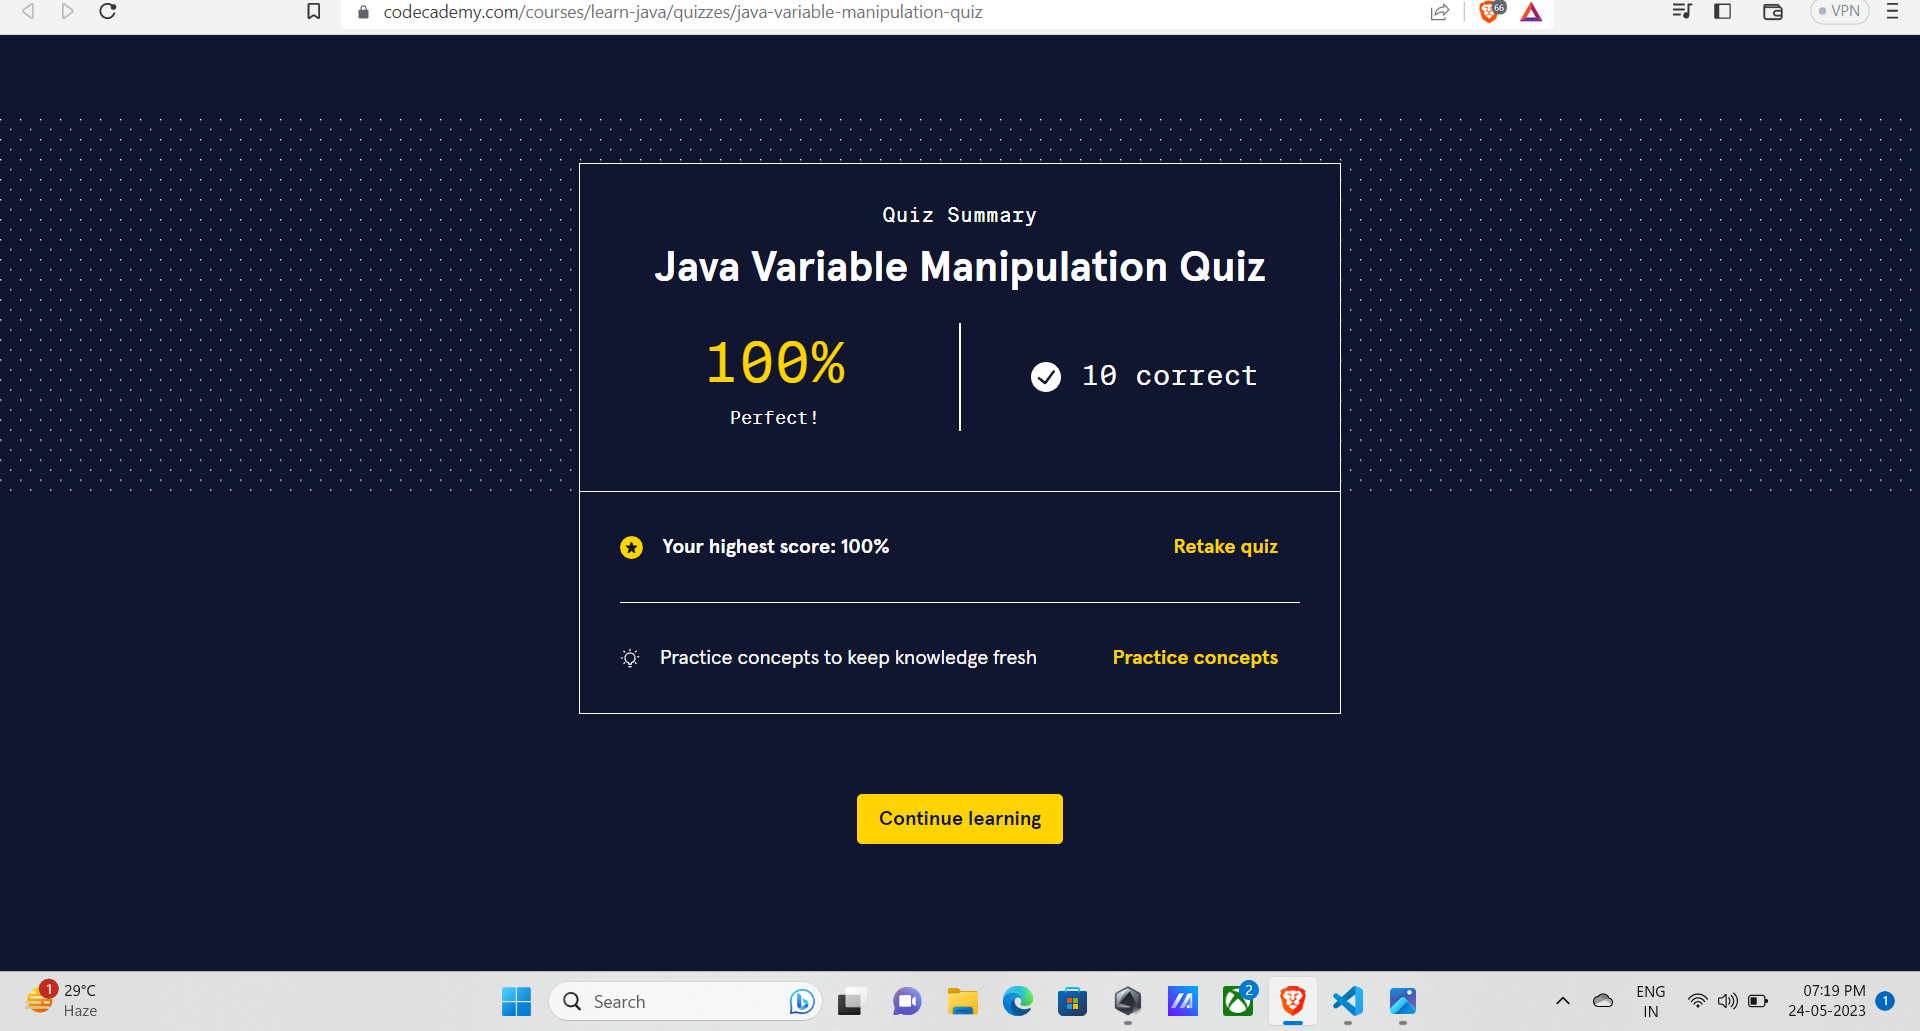 codecademy.com/courses/learn-java/quizzes/java-variable-manipulation-quiz
66
VPN
Quiz Summary
Java Variable Manipulation Quiz
100%
Perfect!
10 correct
Your highest score: 100%
Retake quiz
Practice concepts to keep knowledge fresh
Practice concepts
Continue learning
1
29°C
Haze
Search
2
ENG
IN
07:19 PM
24-05-2023
1